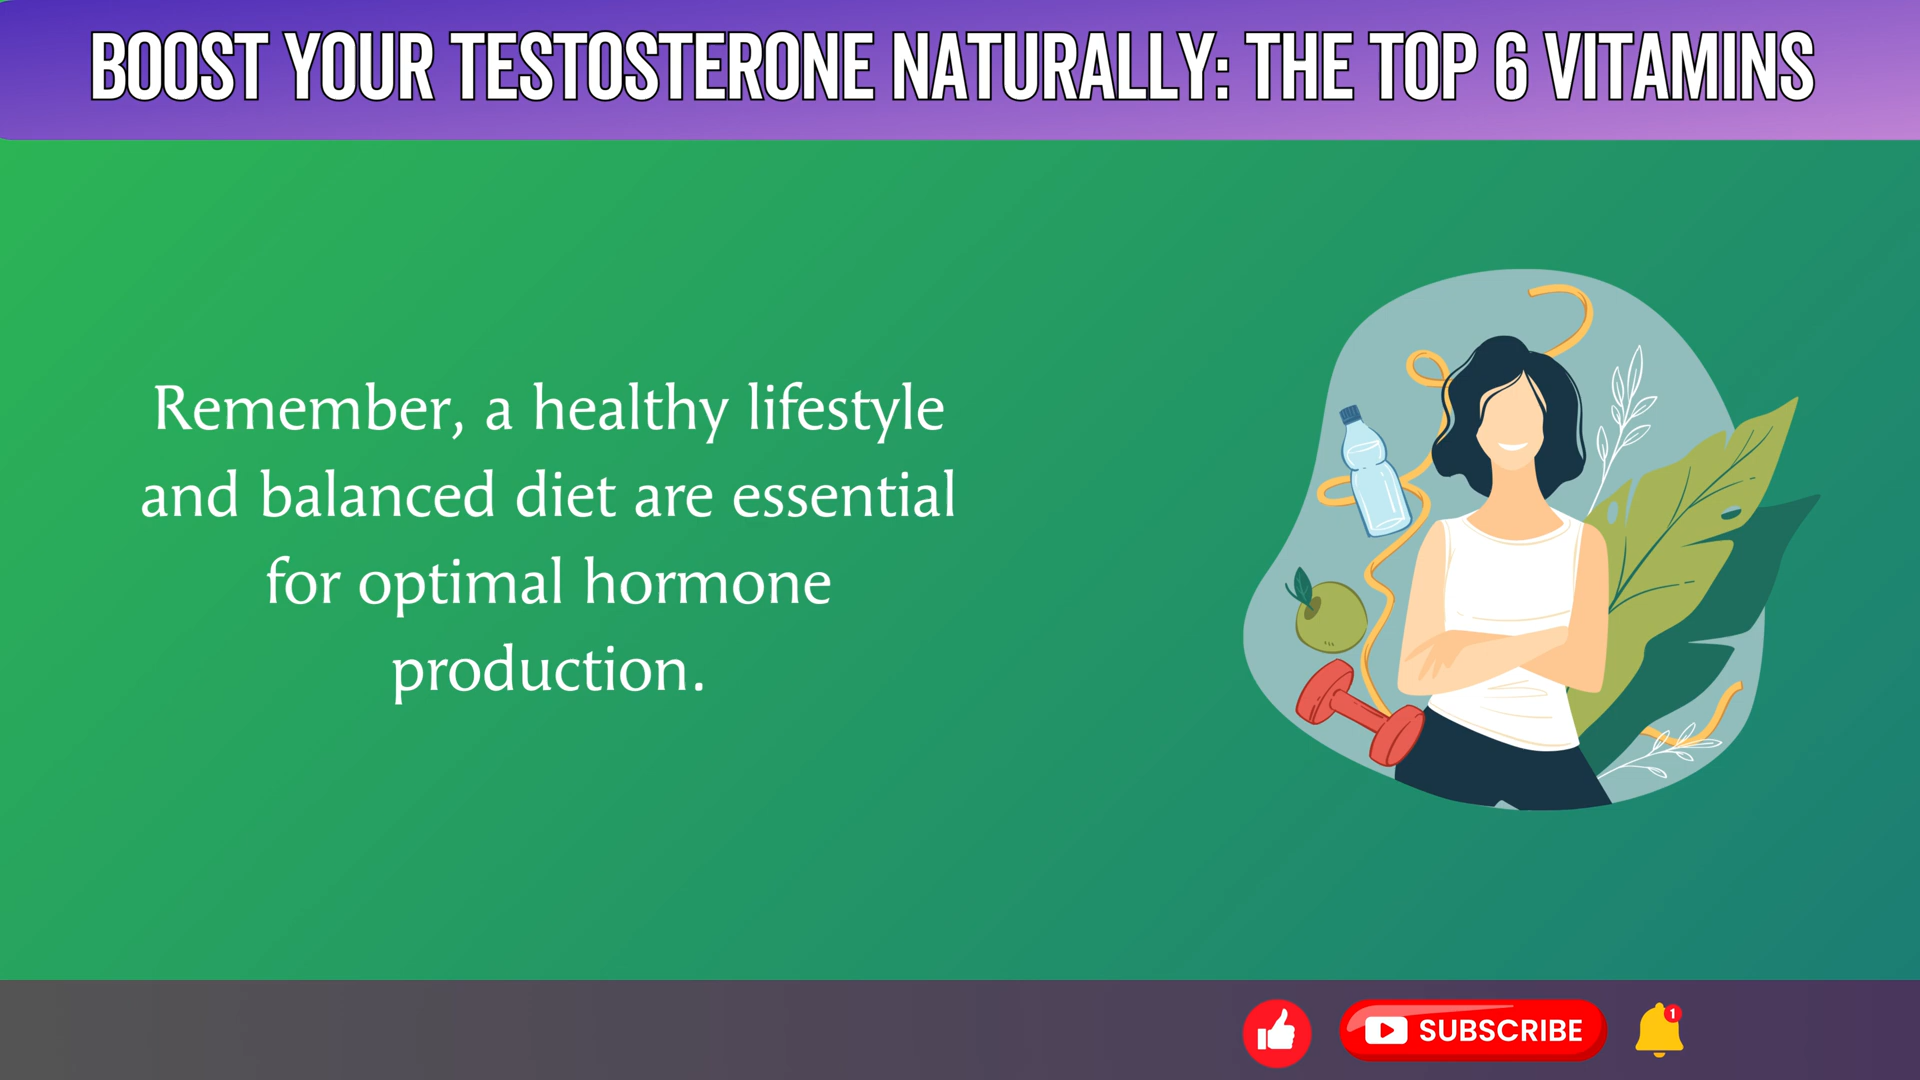 BOOST YOUR TESTOSTERONE NATURALLY: THE TOP 6 VITAMINS
Remember, a healthy lifestyle
and balanced diet are essential
for optimal hormone
production.
SUBSCRIBE
1